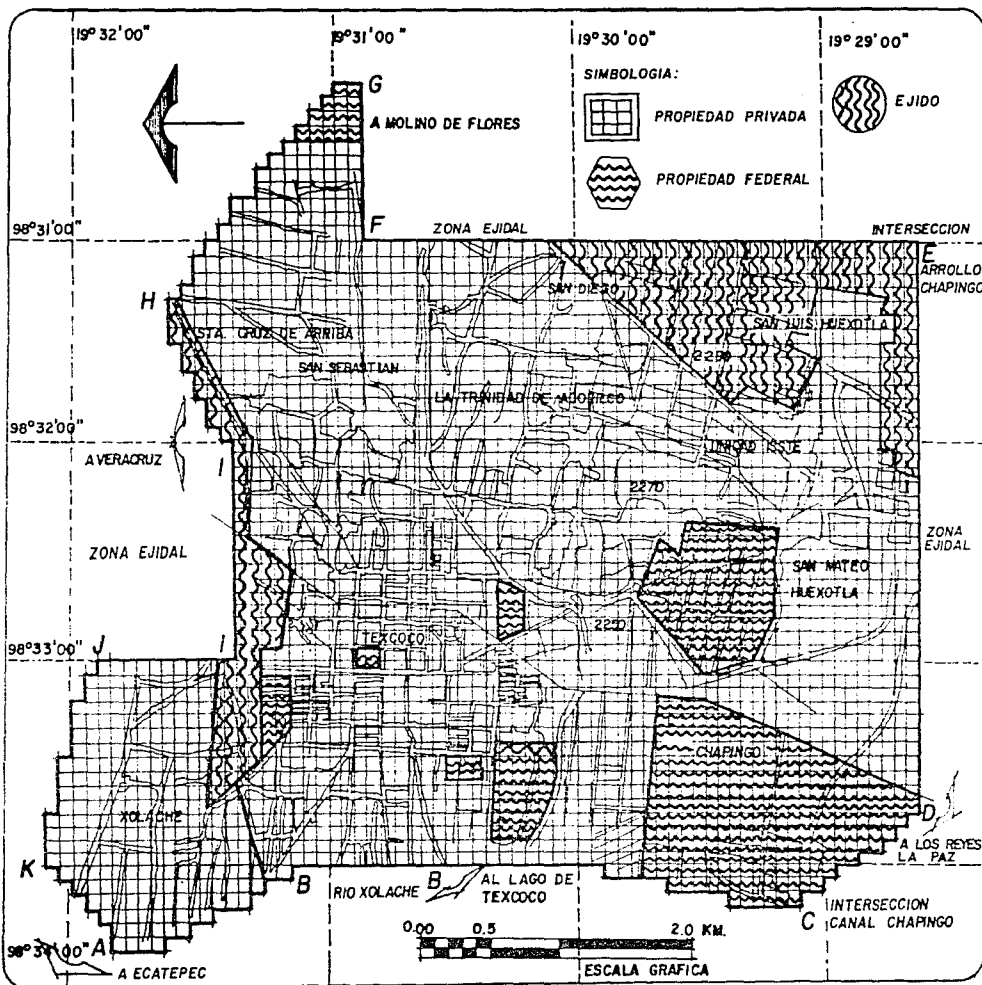 19° 32' 00"
19° 31' 00"
19° 30' 00"
19° 29' 00"
SIMBOLOGIA:
PROPIEDAD PRIVADA
EJIDO
PROPIEDAD FEDERAL
G
A MOLINO DE FLORES
98° 31' 00"
F
ZONA EJIDAL
INTERSECCION
E
ARROLLO
CHAPINGO
H
SAN DIEGO
STA. CRUZ DE ARRIBA
SAN LUIS HUEXOTLA
SAN SEBASTIAN
2290
LA TRINIDAD DE
98° 32' 00"
UNIDAD ISSTE
A VERACRUZ
I
2270
ZONA EJIDAL
ZONA
EJIDAL
SAN MATEO
HUEXOTLA
2250
TEXCOCO
98° 33' 00"
J
I
CHAPINGO
XOLACHE
D
A LOS REYES
LA PAZ
K
B
RIO XOLACHE
B
AL LAGO DE
TEXCOCO
C
INTERSECCION
CANAL CHAPINGO
98° 34' 00"
A
A ECATEPEC
0.00 0.5 2.0 KM.
ESCALA GRAFICA